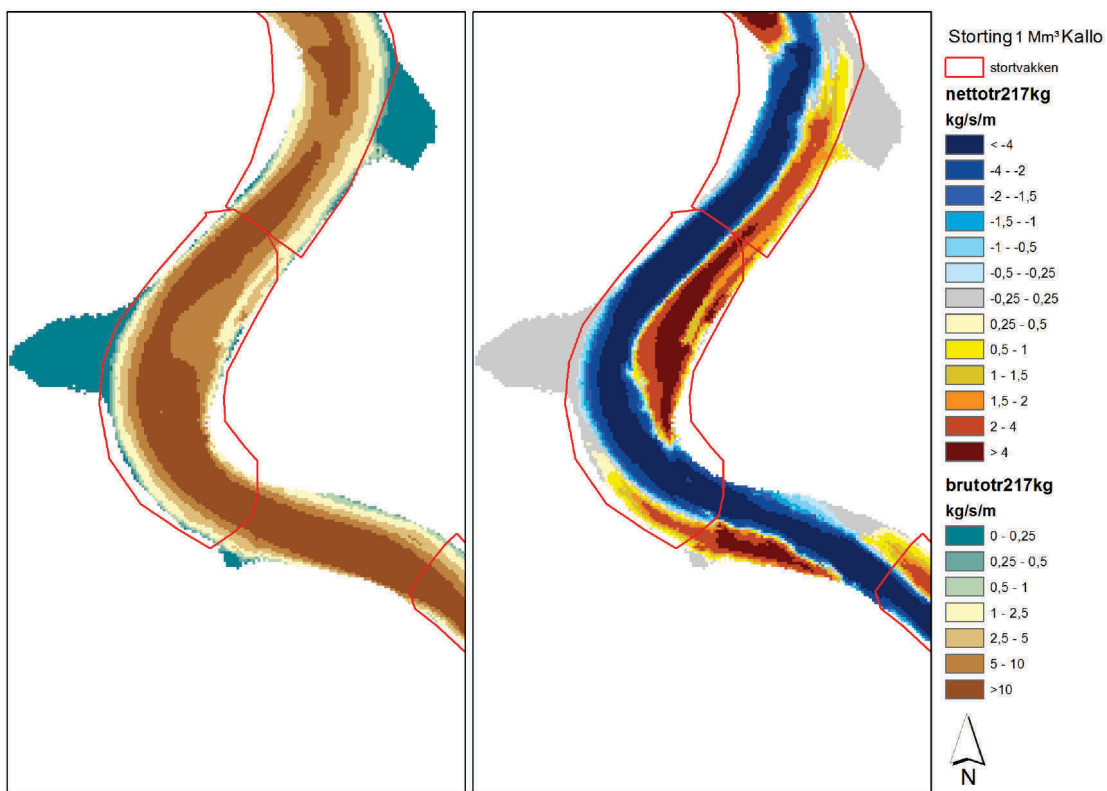 Storting 1 Mm³ Kallo
stortvakken
nettotr217kg
kg/s/m
< -4
-4 - -2
-2 - -1,5
-1,5 - -1
-1 - -0,5
-0,5 - -0,25
-0,25 - 0,25
0,25 - 0,5
0,5 - 1
1 - 1,5
1,5 - 2
2 - 4
> 4
brutotr217kg
kg/s/m
0 - 0,25
0,25 - 0,5
0,5 - 1
1 - 2,5
2,5 - 5
5 - 10
>10
N